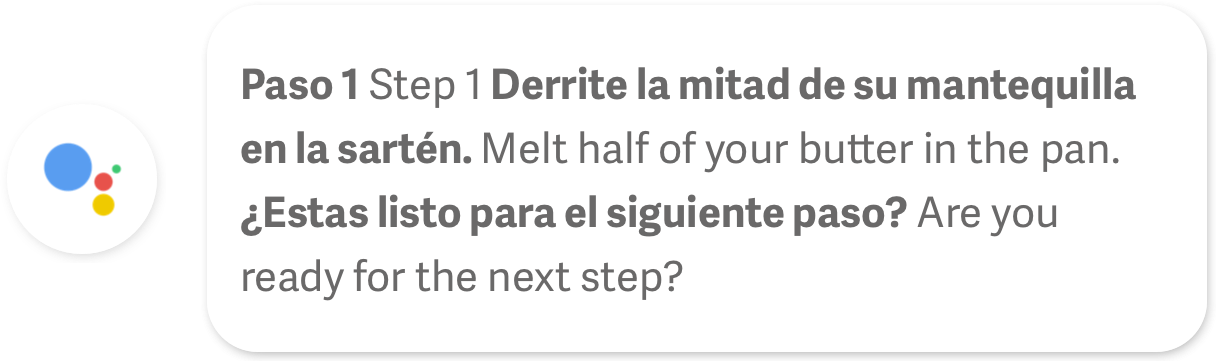 Paso 1 Step 1 Derrite la mitad de su mantequilla
en la sartén. Melt half of your butter in the pan.
¿Estas listo para el siguiente paso? Are you
ready for the next step?